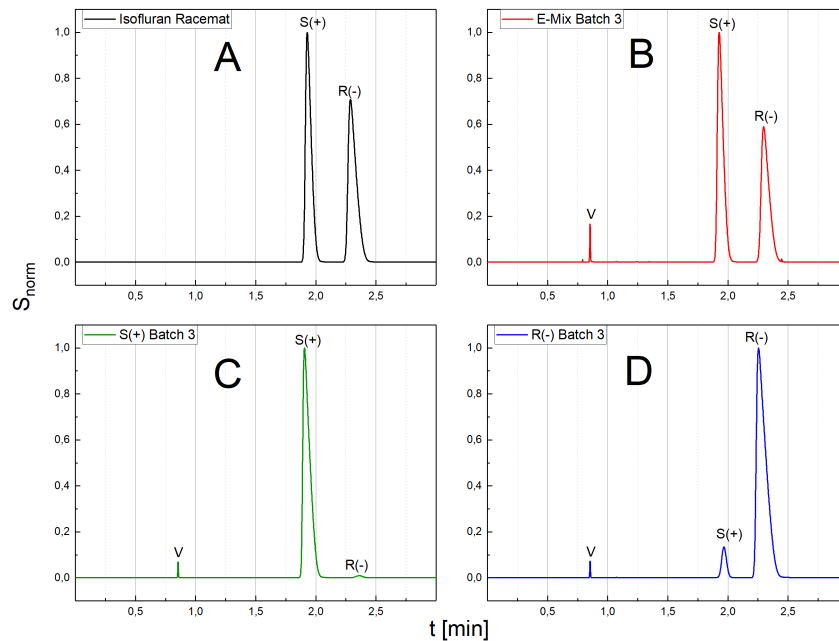 Isofluran Racemat
A
S(+)
R(-)
1,0
0,8
0,6
0,4
0,2
0,0
0,5 1,0 1,5 2,0 2,5
E-Mix Batch 3
B
S(+)
R(-)
V
1,0
0,8
0,6
0,4
0,2
0,0
0,5 1,0 1,5 2,0 2,5
S(+) Batch 3
C
S(+)
R(-)
V
1,0
0,8
0,6
0,4
0,2
0,0
0,5 1,0 1,5 2,0 2,5
R(-) Batch 3
D
R(-)
S(+)
V
1,0
0,8
0,6
0,4
0,2
0,0
0,5 1,0 1,5 2,0 2,5
Snorm
t [min]